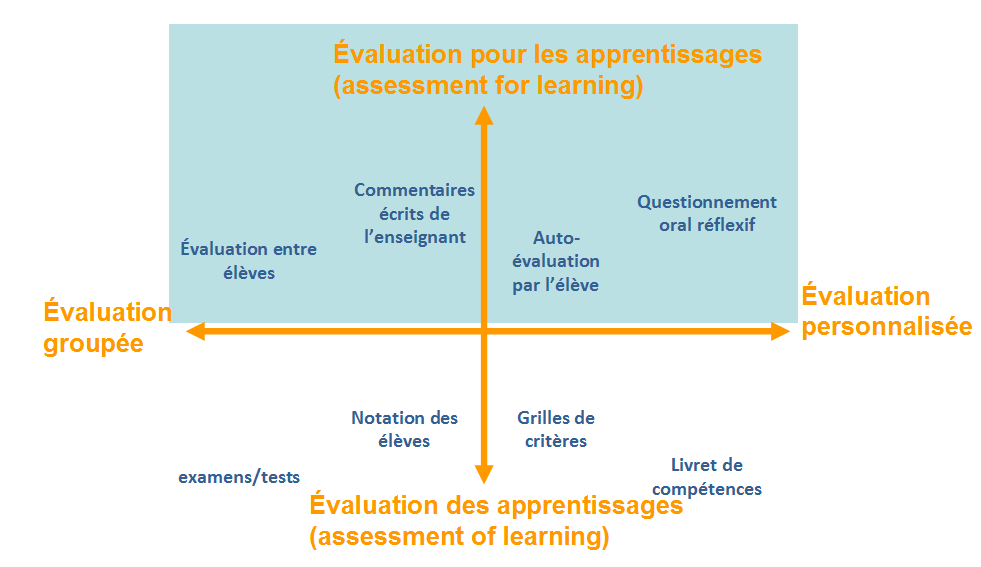 Évaluation pour les apprentissages
(assessment for learning)
Commentaires
écrits de
l’enseignant
Questionnement
oral réflexif
Évaluation entre
élèves
Auto-
évaluation
par l’élève
Évaluation
groupée
Évaluation
personnalisée
Notation des
élèves
Grilles de
critères
examens/tests
Livret de
compétences
Évaluation des apprentissages
(assessment of learning)